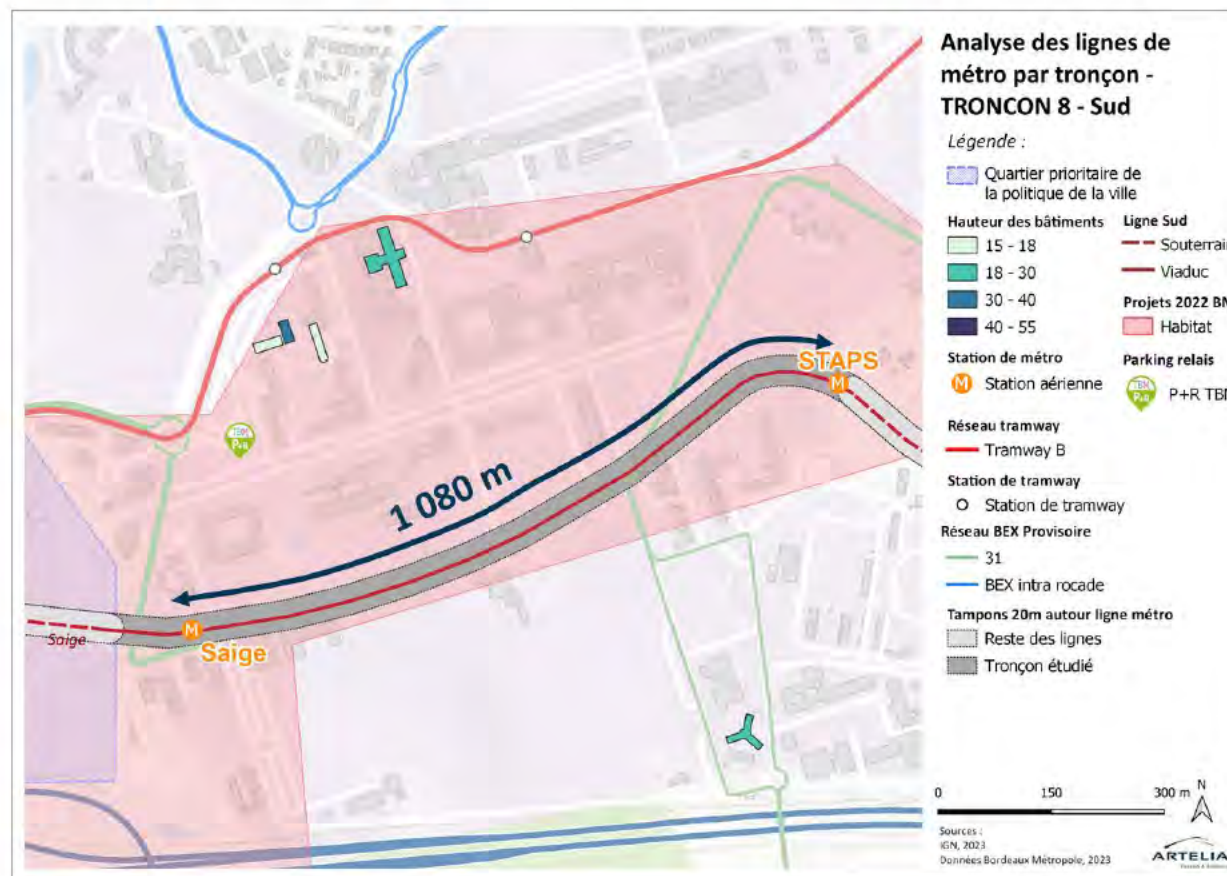 Analyse des lignes de
métro par tronçon -
TRONCON 8 - Sud
Légende :
Quartier prioritaire de
la politique de la ville
Hauteur des bâtiments
15 - 18
18 - 30
30 - 40
40 - 55
Ligne Sud
Souterrain
Viaduc
Projets 2022 BM
Habitat
Station de métro
M Station aérienne
Parking relais
TBM
P+R
P+R TBM
Réseau tramway
Tramway B
Station de tramway
Station de tramway
Réseau BEX Provisoire
31
BEX intra rocade
Tampons 20m autour ligne métro
Reste des lignes
Tronçon étudié
0 150 300 m
N
Sources :
IGN, 2023
Données Bordeaux Métropole, 2023
ARTELIA
STAPS
M
TBM
P+R
1 080 m
M
Saige
Saige